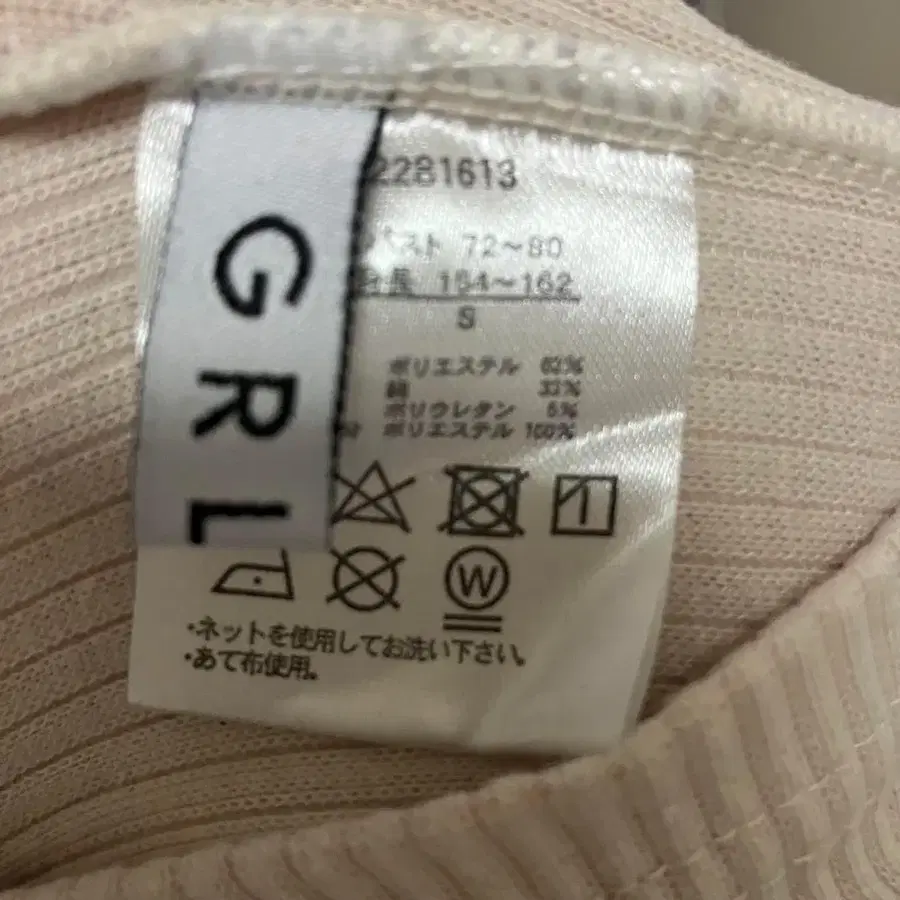 GRL
2281613
バスト 72～80
身長 154～162
S
ポリエステル 62%
綿 33%
ポリウレタン 5%
ポリエステル 100%
W
・ネットを使用してお洗い下さい。
・あて布使用。